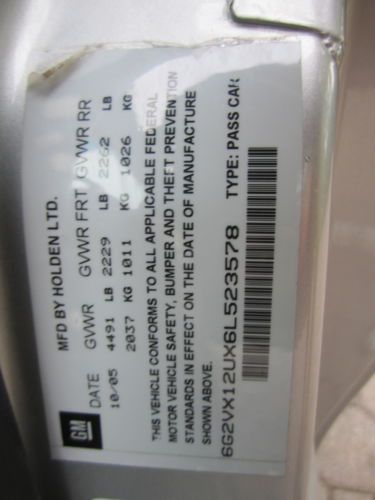 MFD BY HOLDEN LTD.
DATE GVWR GVWR FRT GVWR RR
10/05 4491 LB 2229 LB 2262 LB
2037 KG 1011 KG 1026 KG
THIS VEHICLE CONFORMS TO ALL APPLICABLE FEDERAL
MOTOR VEHICLE SAFETY, BUMPER AND THEFT PREVENTION
STANDARDS IN EFFECT ON THE DATE OF MANUFACTURE
SHOWN ABOVE.
6G2VX12UX6L523578 TYPE: PASS CAR
GM